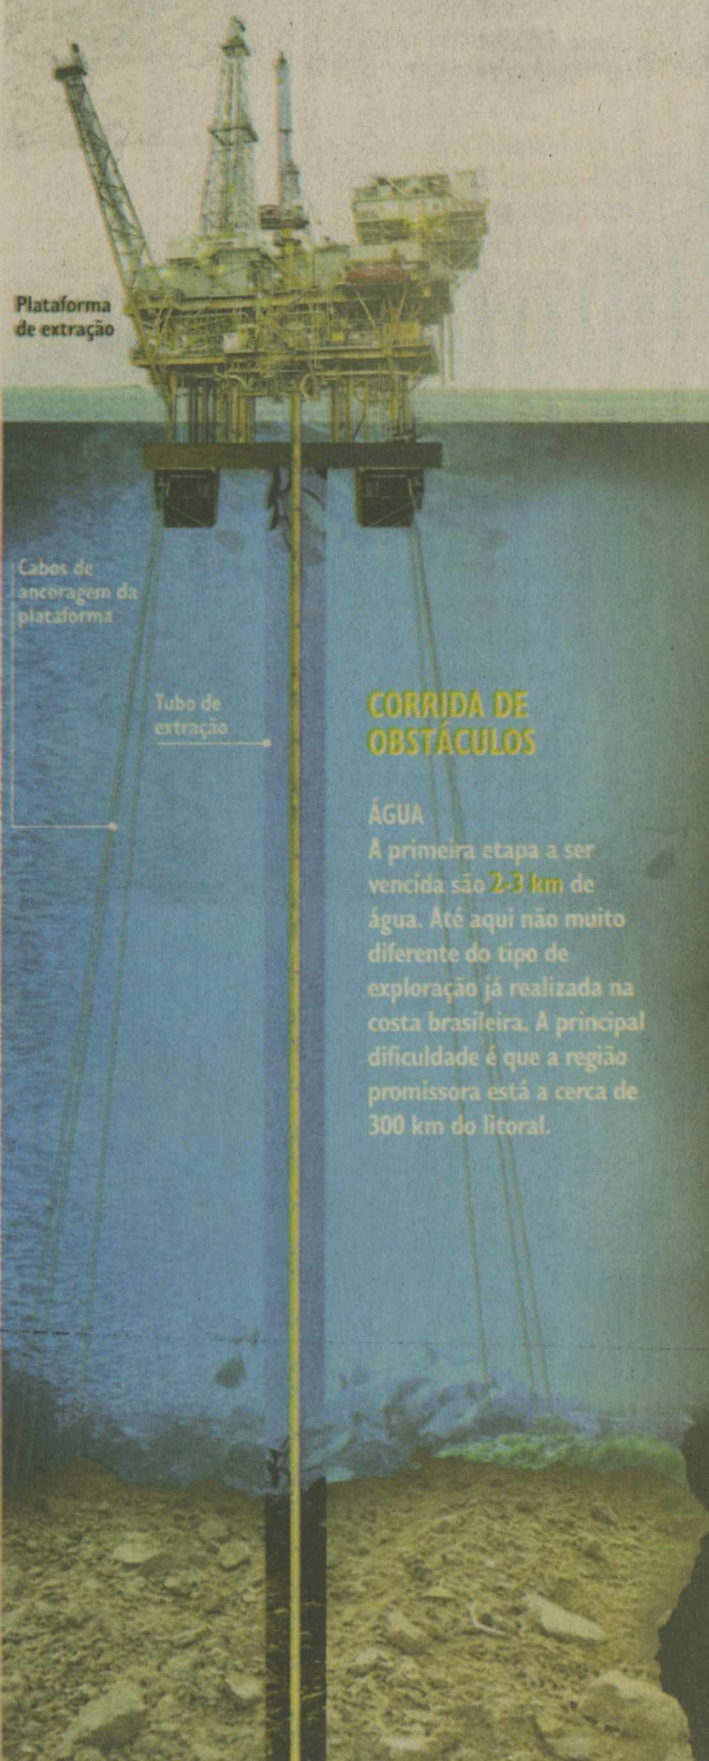 Plataforma
de extração
Cabos de
ancoragem da
plataforma
Tubo de
extração
CORRIDA DE
OBSTÁCULOS
ÁGUA
A primeira etapa a ser
vencida são 2-3 km de
água. Até aqui não muito
diferente do tipo de
exploração já realizada na
costa brasileira. A principal
dificuldade é que a região
promissora está a cerca de
300 km do litoral.